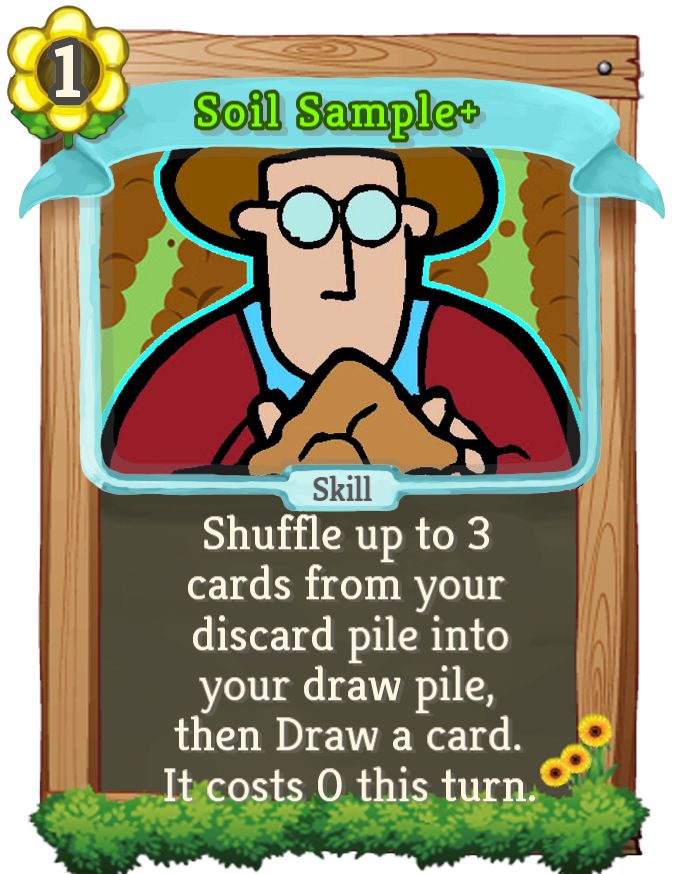 1
Soil Sample+
Skill
Shuffle up to 3
cards from your
discard pile into
your draw pile,
then Draw a card.
It costs 0 this turn.